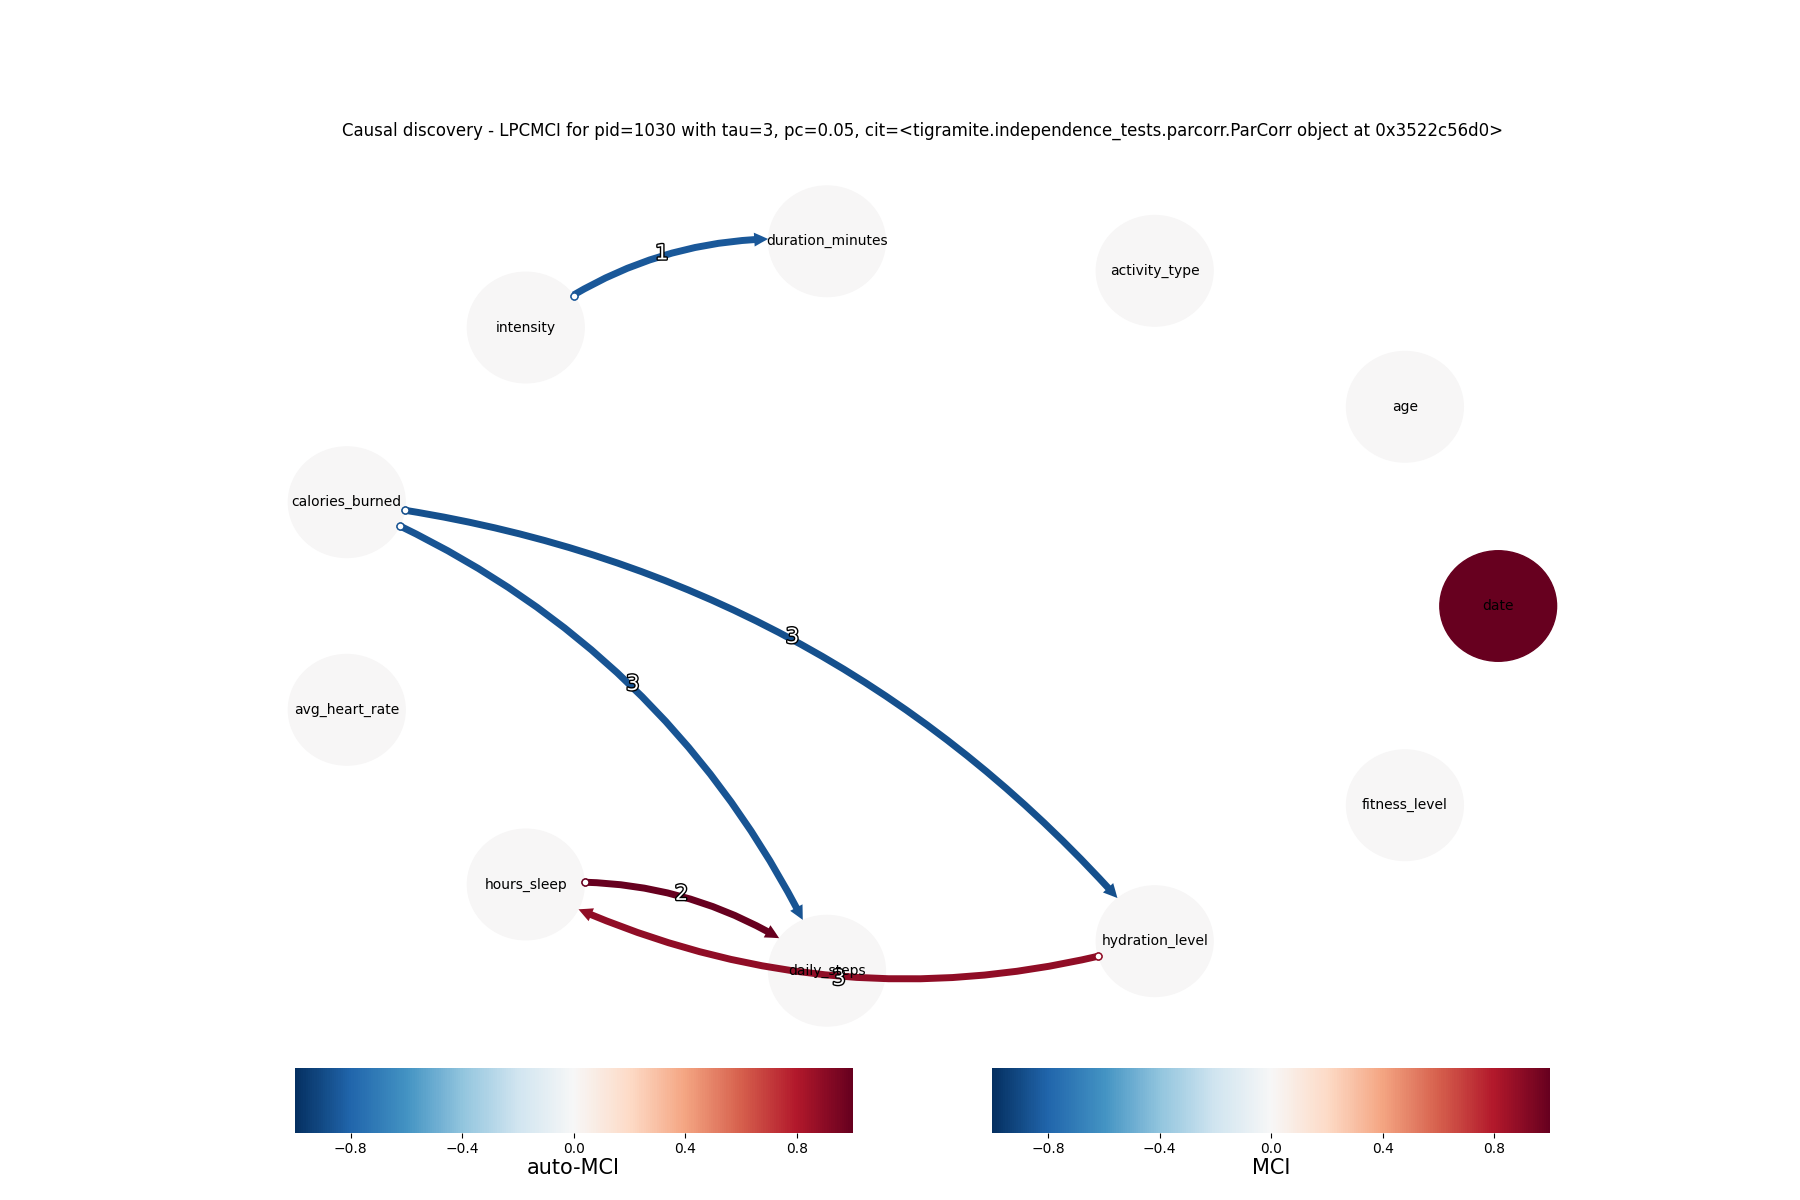 Causal discovery - LPCMCI for pid=1030 with tau=3, pc=0.05, cit=<tigramite.independence_tests.parcorr.ParCorr object at 0x3522c56d0>
duration_minutes
1
activity_type
intensity
age
calories_burned
date
3
3
avg_heart_rate
fitness_level
hours_sleep
2
hydration_level
daily_steps
3
−0.8 −0.4 0.0 0.4 0.8
auto-MCI
−0.8 −0.4 0.0 0.4 0.8
MCI